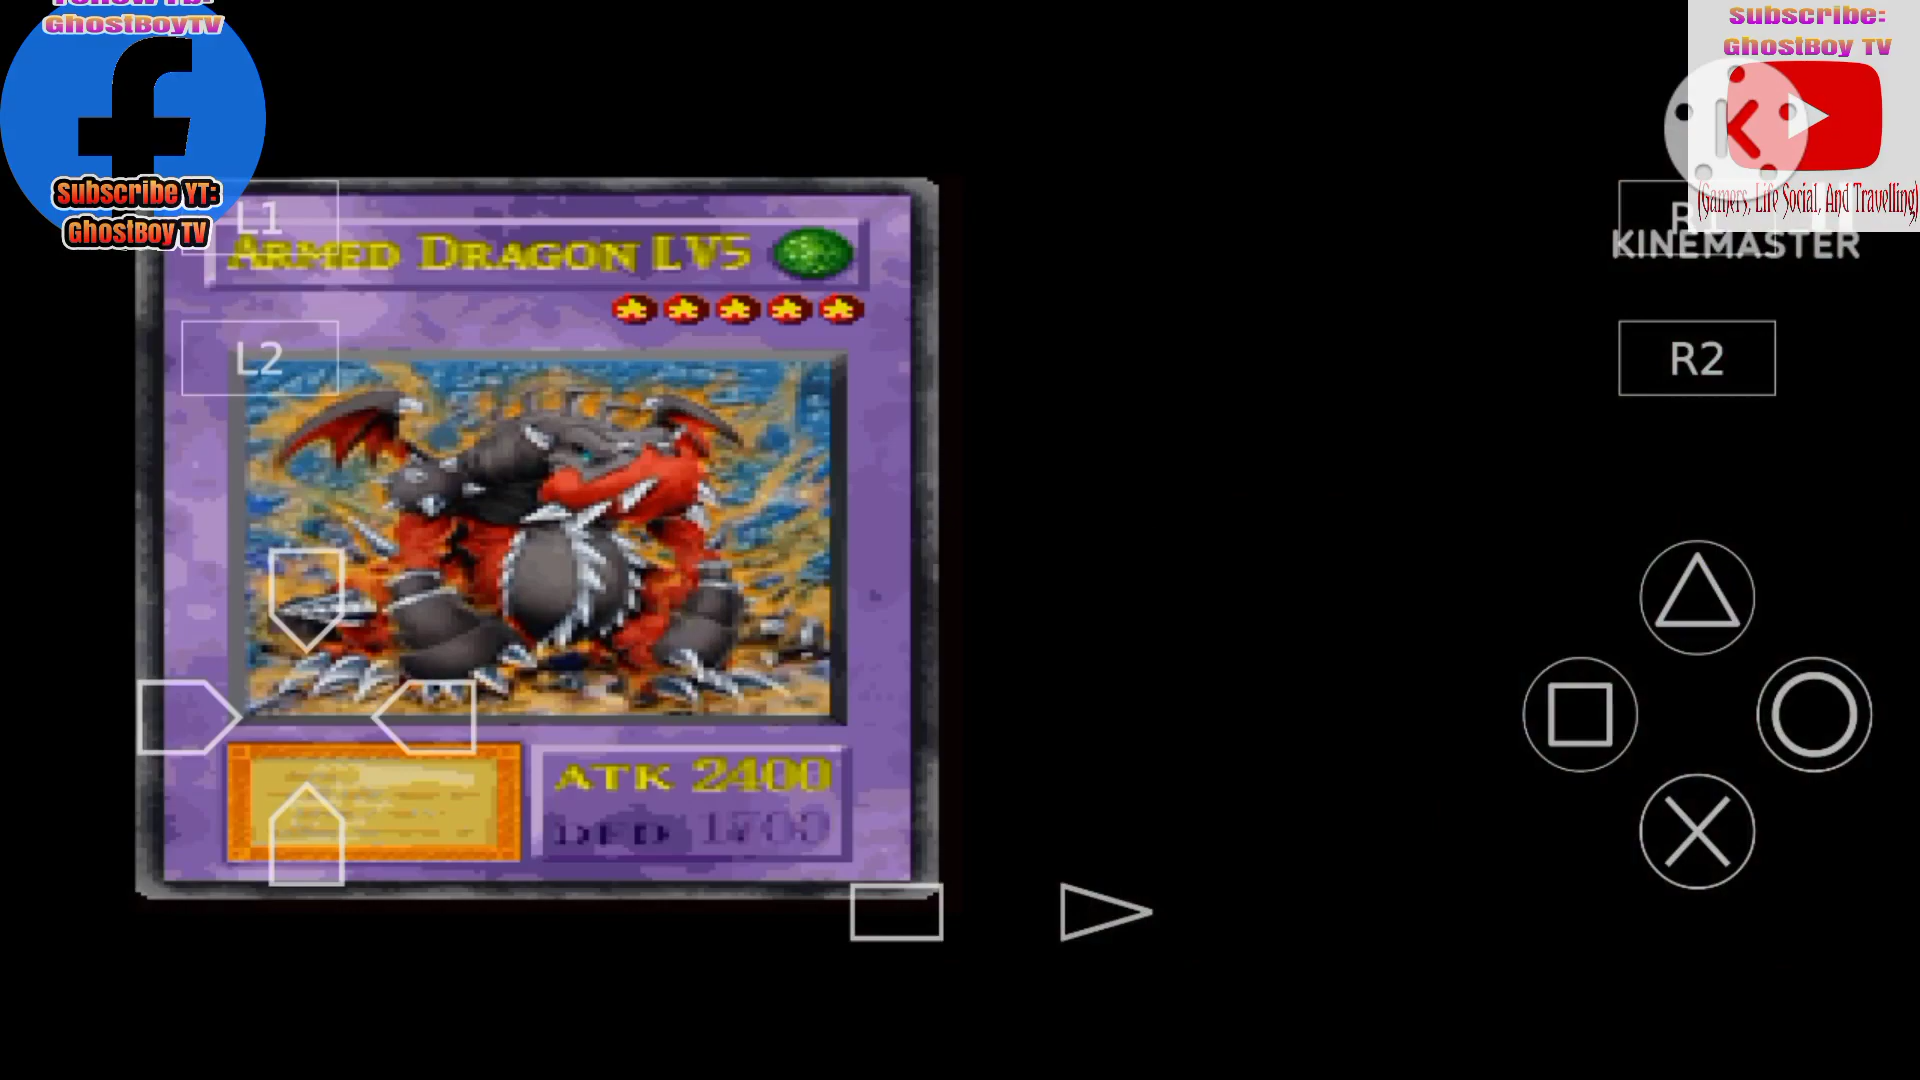 GhostBoyTV
Subscribe YT:
GhostBoy TV
Subscribe:
GhostBoy TV
(Gamers, Life Social, And Travelling)
KINEMASTER
L1
L2
R2
ARMED DRAGON LV5
ATK 2400
DFD 1700